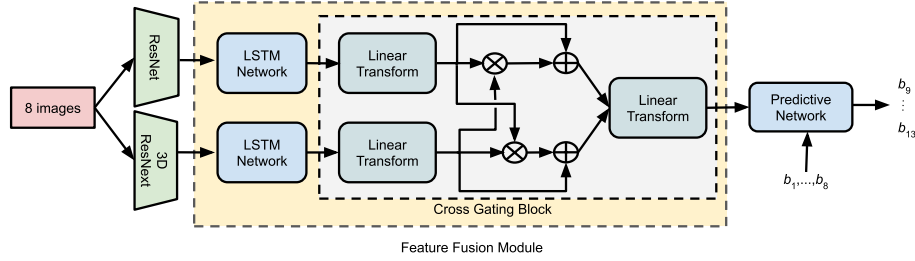 8 images
ResNet
3D
ResNext
LSTM
Network
LSTM
Network
Linear
Transform
Linear
Transform
Linear
Transform
Cross Gating Block
Feature Fusion Module
Predictive
Network
b1,...,b8
b9
⋮
b13